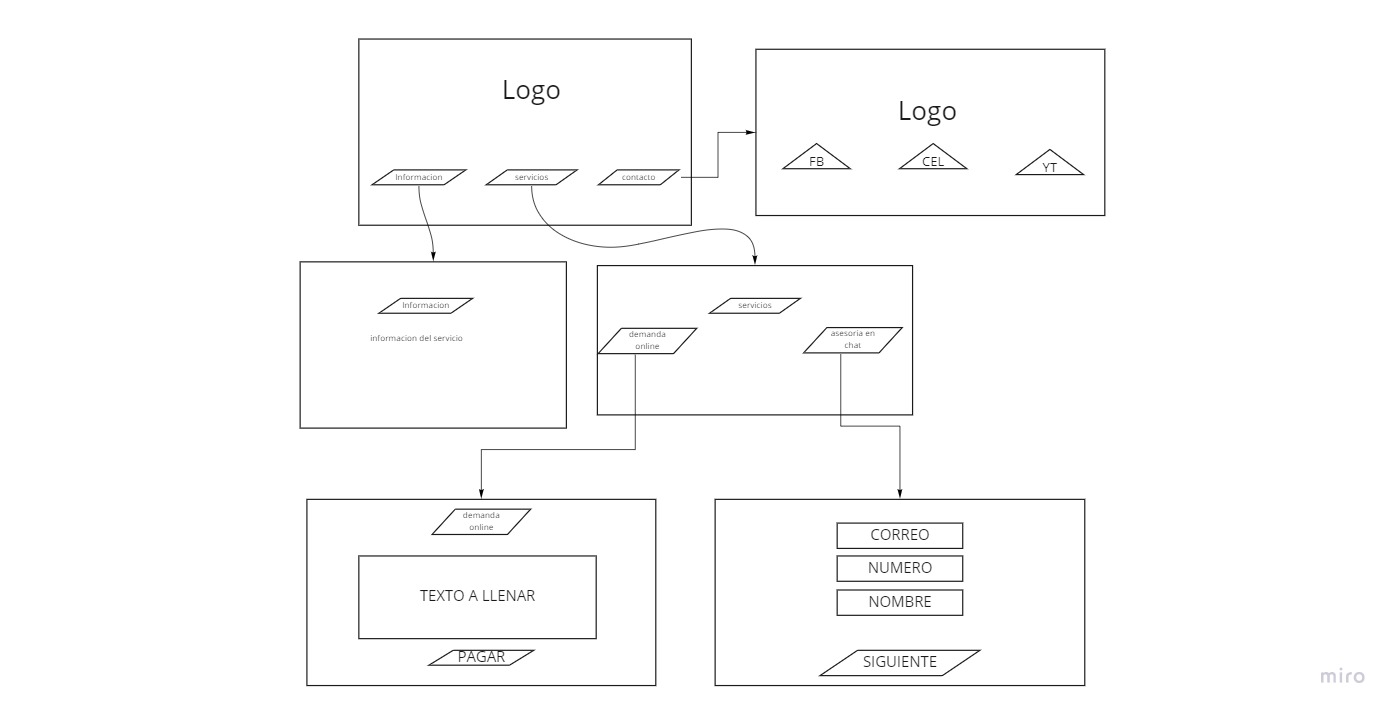 Logo
Informacion
servicios
contacto
Logo
FB
CEL
YT
Informacion
informacion del servicio
servicios
demanda
online
asesoria en
chat
demanda
online
TEXTO A LLENAR
PAGAR
CORREO
NUMERO
NOMBRE
SIGUIENTE
miro